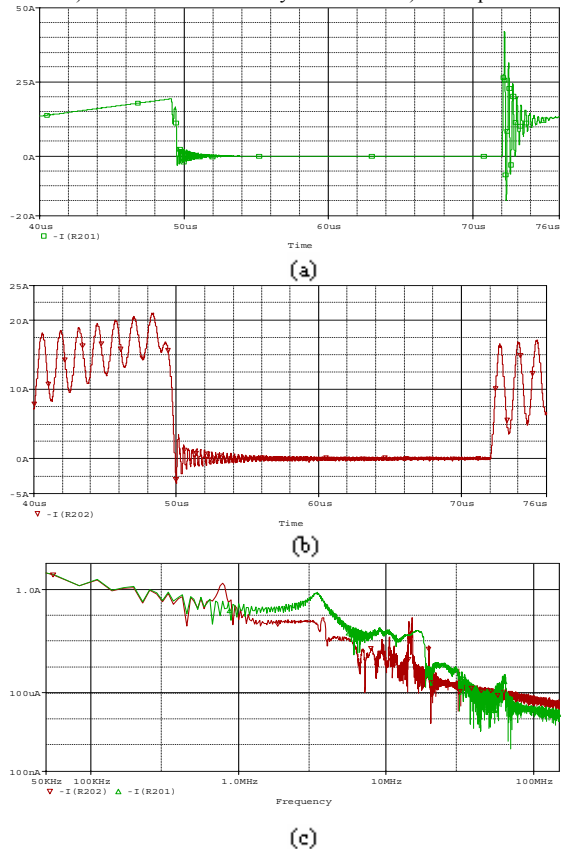 50A
25A
0A
-20A
40us 50us 60us 70us 76us
-I(R201)
Time
(a)
25A
20A
10A
0A
-5A
40us 50us 60us 70us 76us
-I(R202)
Time
(b)
1.0A
100uA
100nA
50KHz 100KHz 1.0MHz 10MHz 100MHz
-I(R202) -I(R201)
Frequency
(c)